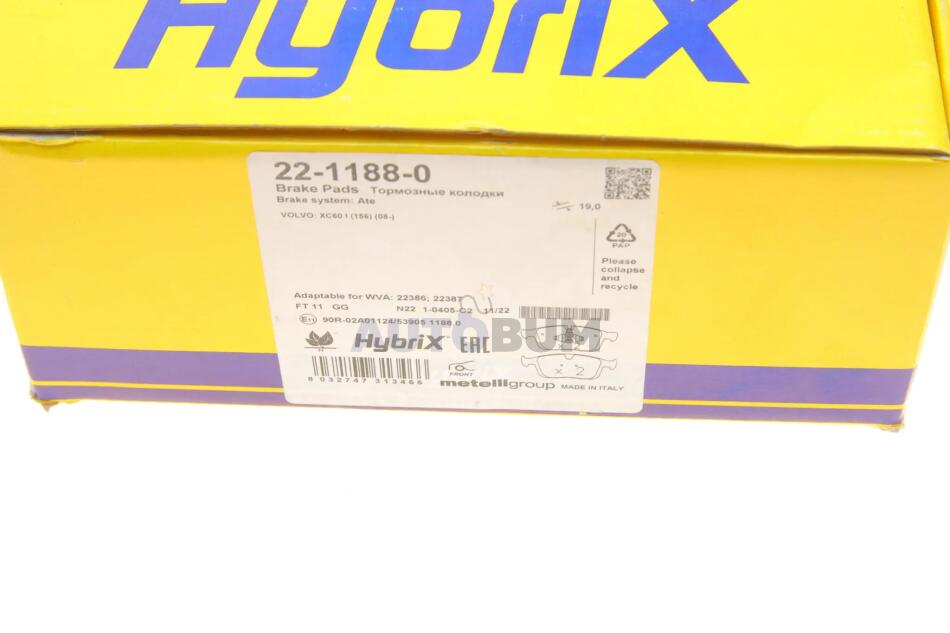 HybriX
22-1188-0
Brake Pads Тормозные колодки
Brake system: Ate
19,0
VOLVO: XC60 I (156) (08-)
20
PAP
Please
collapse
and
recycle
Adaptable for WVA: 22386; 22387
FT 11 GG N22 1-0405-C2 11/22
E11 90R-02A01124/53905 1188.0
AUTOBUM
HybriX EAC
FRONT
x 2
8 032747 313466
metelligroup MADE IN ITALY